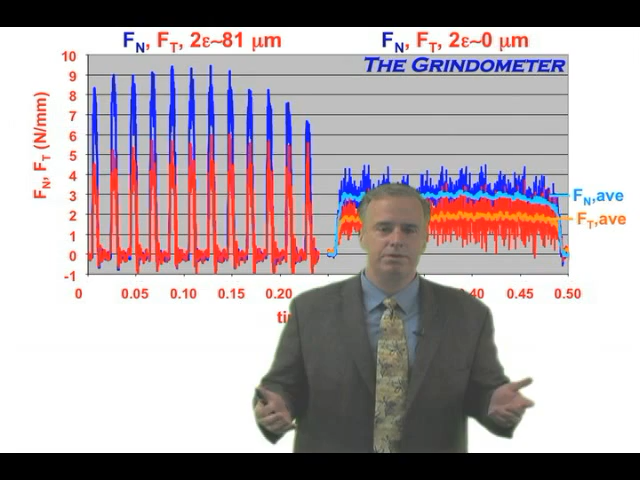 F_N, F_T, 2ε~81 µm
F_N, F_T, 2ε~0 µm
THE GRINDOMETER
F_N, F_T (N/mm)
10
9
8
7
6
5
4
3
2
1
0
-1
F_N,ave
F_T,ave
0 0.05 0.10 0.15 0.20 0.45 0.50